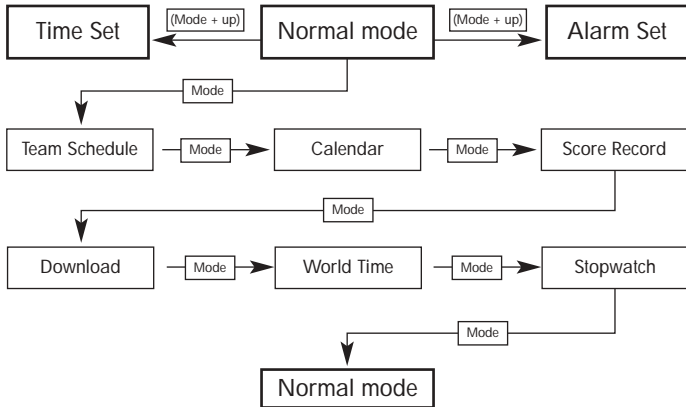 Time Set
(Mode + up)
Normal mode
(Mode + up)
Alarm Set
Mode
Team Schedule
Mode
Calendar
Mode
Score Record
Mode
Download
Mode
World Time
Mode
Stopwatch
Mode
Normal mode